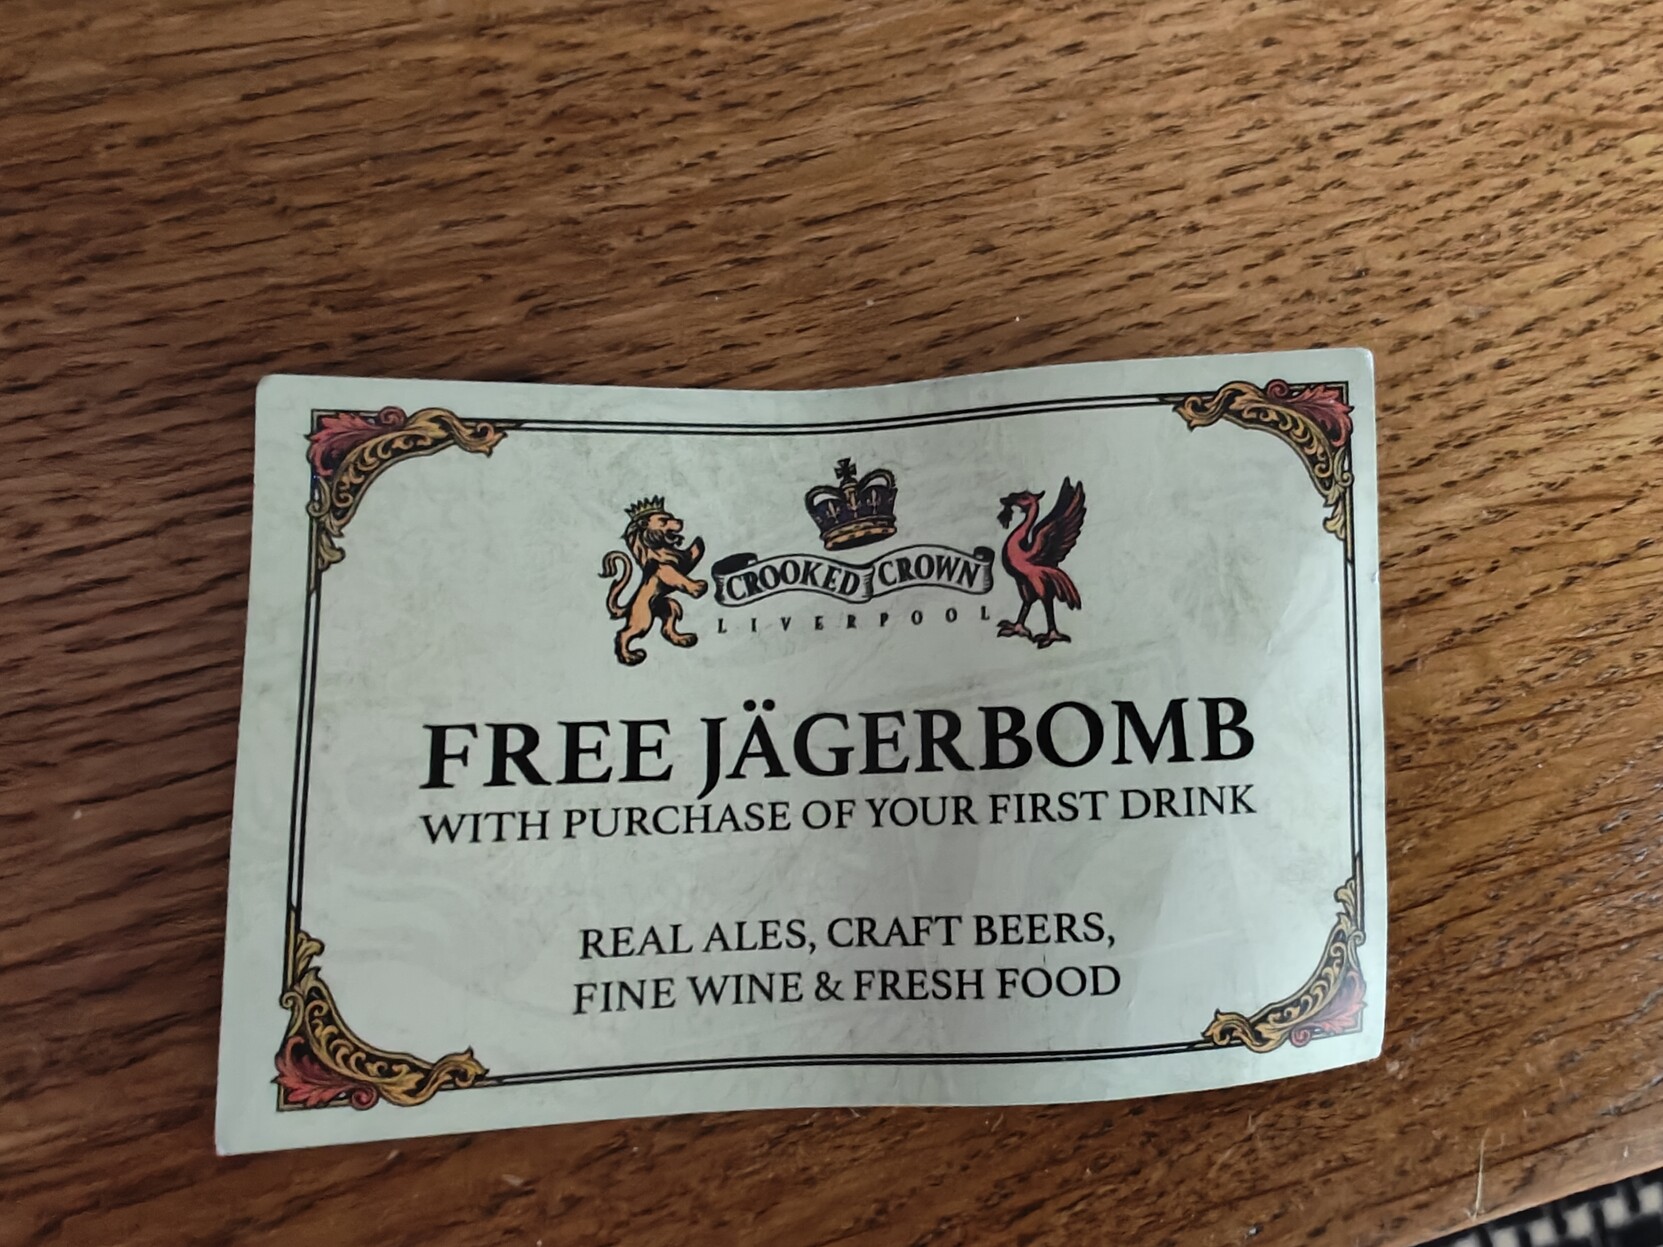 CROOKED CROWN
LIVERPOOL
FREE JÄGERBOMB
WITH PURCHASE OF YOUR FIRST DRINK
REAL ALES, CRAFT BEERS,
FINE WINE & FRESH FOOD